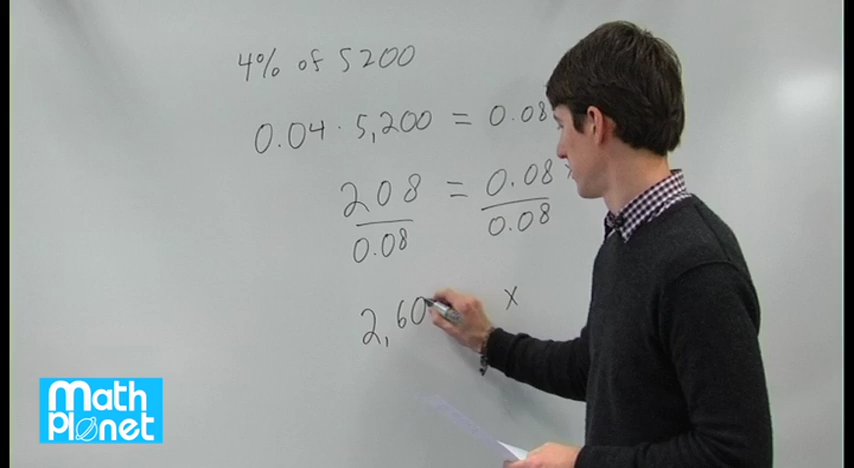 4% of 5200
0.04 · 5,200 = 0.08
208 = 0.08
0.08 0.08
2,60 x
Math
Planet